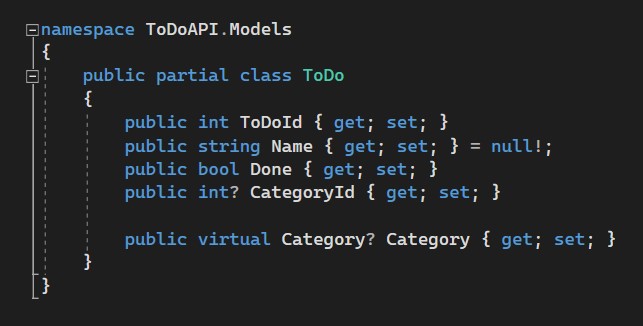 namespace ToDoAPI.Models
{
public partial class ToDo
{
public int ToDoId { get; set; }
public string Name { get; set; } = null!;
public bool Done { get; set; }
public int? CategoryId { get; set; }
public virtual Category? Category { get; set; }
}
}